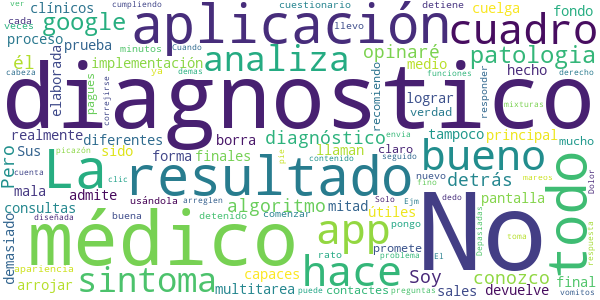 ver cumpliendo cuestionario detiene cuelga fondo
clínicos aplicación cuadro
cada google llevo
veces proceso prueba minutos Cuando analiza opinaré patología
él implementación ya demas medio hecho
cabeza corregirse elaboradas pagues recomiendo lograr verdad responder funciones derecho mixturas
diagnostico
realmente diferentes borra diagnóstico tampoco principal mucho
Pero Sus sido forma finales llaman claro envia nuevo
picazón contenido seguido fino cuenta clic
La resultado bueno todo
mala admite usándola arreglen pie detrás
consultas buena detenido algoritmo mitad útiles pantalla
demasiado diseñada comenzar Solo Ejm dedo Depasiadas Dolor
médico app No
rato pongo El toma mareos respuesta
apariencia promete problema conozco
arrojar síntoma capaces hace Soy final
multitarea puede contactes preguntas sales devuelve vomitos